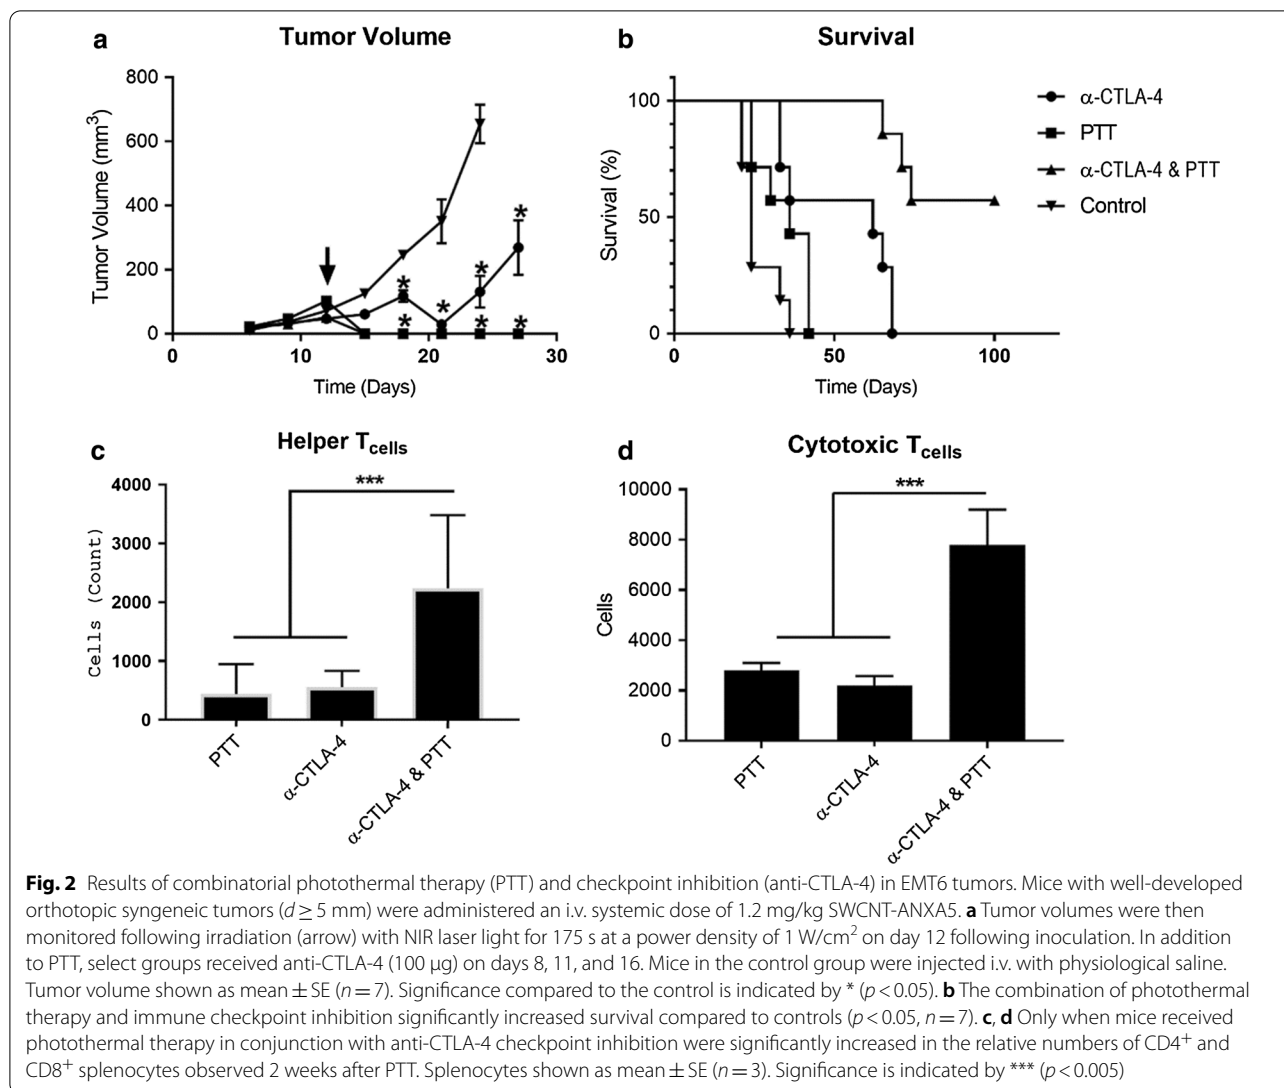 a Tumor Volume
Tumor Volume (mm³)
800
600
400
200
0
* * * * * * *
0 10 20 30
Time (Days)
b Survival
Survival (%)
100
50
0
0 50 100
Time (Days)
α-CTLA-4
PTT
α-CTLA-4 & PTT
Control
c Helper Tcells
Cells (Count)
4000
3000
2000
1000
0
***
PTT
α-CTLA-4
α-CTLA-4 & PTT
d Cytotoxic Tcells
Cells
10000
8000
6000
4000
2000
0
***
PTT
α-CTLA-4
α-CTLA-4 & PTT
Fig. 2 Results of combinatorial photothermal therapy (PTT) and checkpoint inhibition (anti-CTLA-4) in EMT6 tumors. Mice with well-developed
orthotopic syngeneic tumors (d ≥ 5 mm) were administered an i.v. systemic dose of 1.2 mg/kg SWCNT-ANXA5. a Tumor volumes were then
monitored following irradiation (arrow) with NIR laser light for 175 s at a power density of 1 W/cm² on day 12 following inoculation. In addition
to PTT, select groups received anti-CTLA-4 (100 μg) on days 8, 11, and 16. Mice in the control group were injected i.v. with physiological saline.
Tumor volume shown as mean ± SE (n = 7). Significance compared to the control is indicated by * (p < 0.05). b The combination of photothermal
therapy and immune checkpoint inhibition significantly increased survival compared to controls (p < 0.05, n = 7). c, d Only when mice received
photothermal therapy in conjunction with anti-CTLA-4 checkpoint inhibition were significantly increased in the relative numbers of CD4⁺ and
CD8⁺ splenocytes observed 2 weeks after PTT. Splenocytes shown as mean ± SE (n = 3). Significance is indicated by *** (p < 0.005)